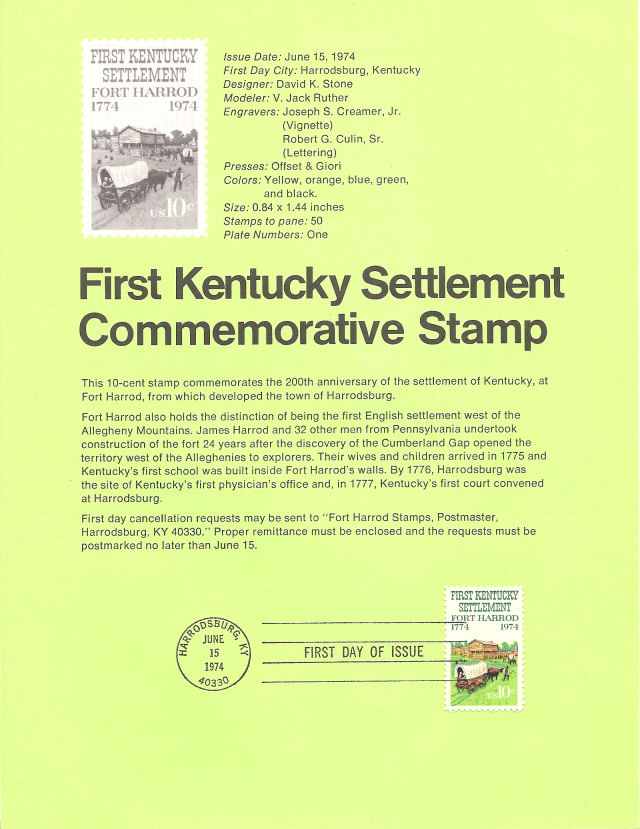 FIRST KENTUCKY
SETTLEMENT
FORT HARROD
1774 1974
US10c
Issue Date: June 15, 1974
First Day City: Harrodsburg, Kentucky
Designer: David K. Stone
Modeler: V. Jack Ruther
Engravers: Joseph S. Creamer, Jr.
(Vignette)
Robert G. Culin, Sr.
(Lettering)
Presses: Offset & Giori
Colors: Yellow, orange, blue, green,
and black.
Size: 0.84 x 1.44 inches
Stamps to pane: 50
Plate Numbers: One
First Kentucky Settlement
Commemorative Stamp
This 10-cent stamp commemorates the 200th anniversary of the settlement of Kentucky, at
Fort Harrod, from which developed the town of Harrodsburg.
Fort Harrod also holds the distinction of being the first English settlement west of the
Allegheny Mountains. James Harrod and 32 other men from Pennsylvania undertook
construction of the fort 24 years after the discovery of the Cumberland Gap opened the
territory west of the Alleghenies to explorers. Their wives and children arrived in 1775 and
Kentucky's first school was built inside Fort Harrod's walls. By 1776, Harrodsburg was
the site of Kentucky's first physician's office and, in 1777, Kentucky's first court convened
at Harrodsburg.
First day cancellation requests may be sent to "Fort Harrod Stamps, Postmaster,
Harrodsburg, KY 40330." Proper remittance must be enclosed and the requests must be
postmarked no later than June 15.
HARRODSBURG, KY
JUNE
15
1974
40330
FIRST DAY OF ISSUE
FIRST KENTUCKY
SETTLEMENT
FORT HARROD
1774 1974
US10c